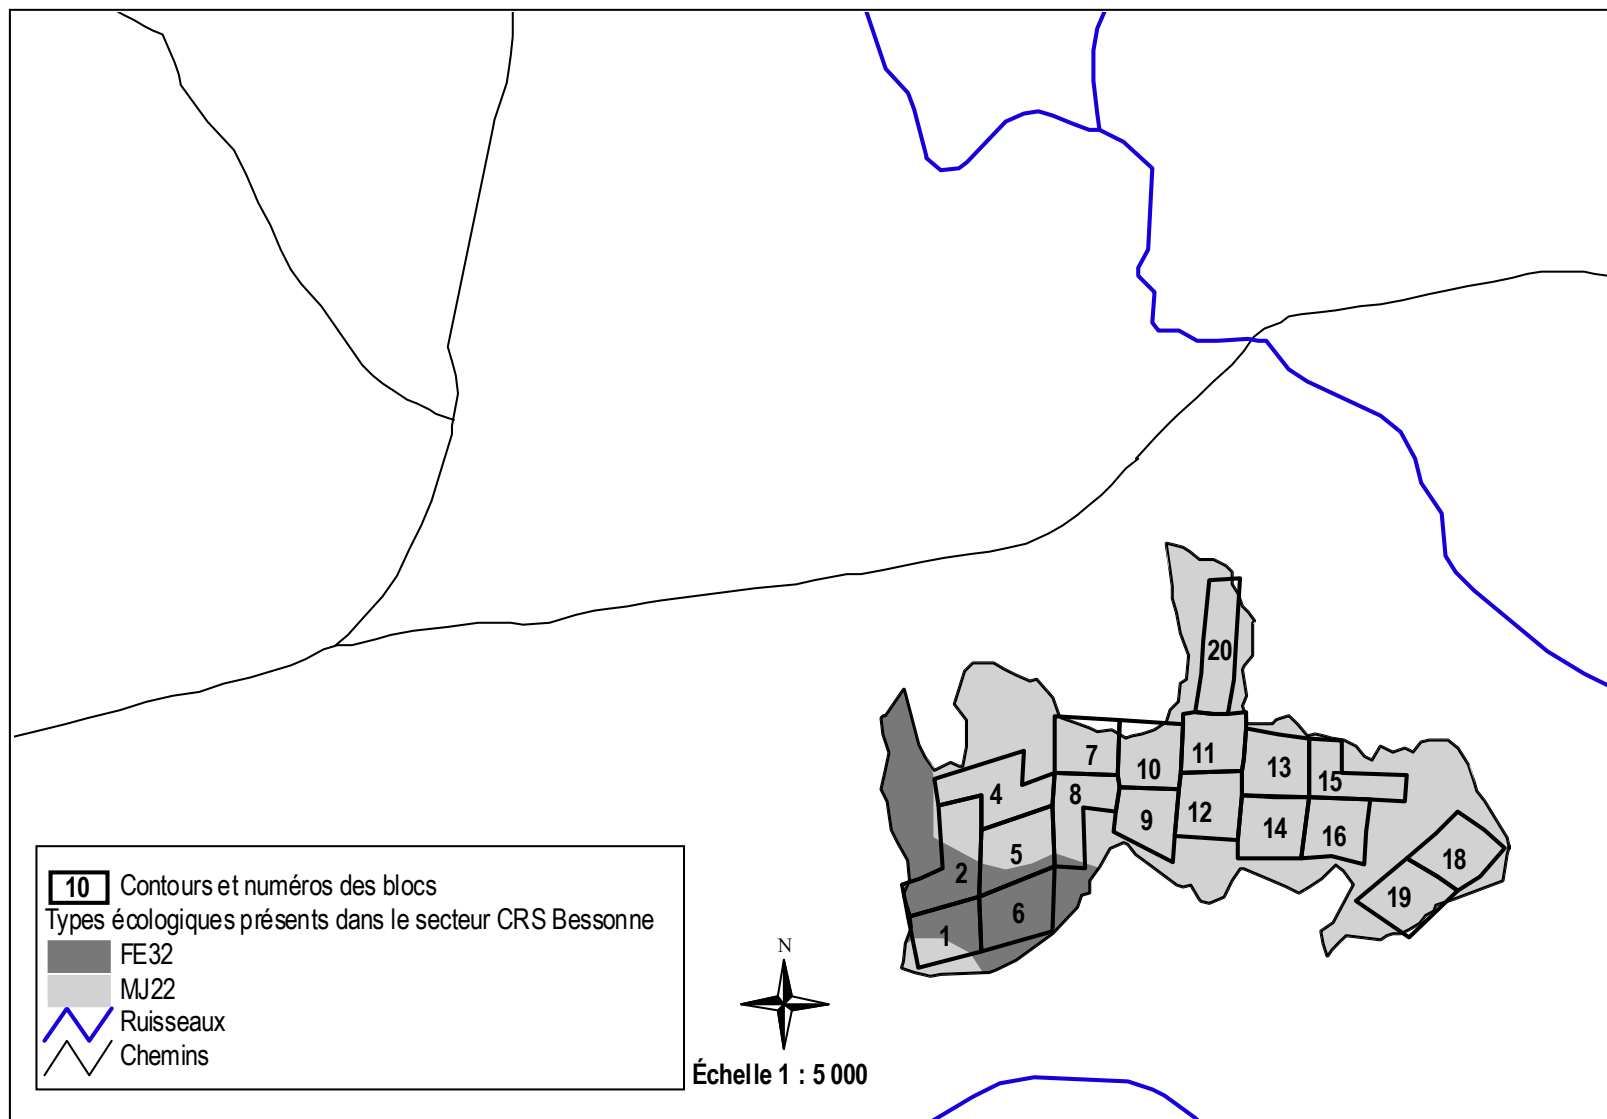 20
11
7
10
13
4
8
15
9
12
14
16
5
18
2
19
6
1
10 Contours et numéros des blocs
Types écologiques présents dans le secteur CRS Bessonne
FE32
MJ22
Ruisseaux
Chemins
N
Échelle 1 : 5 000